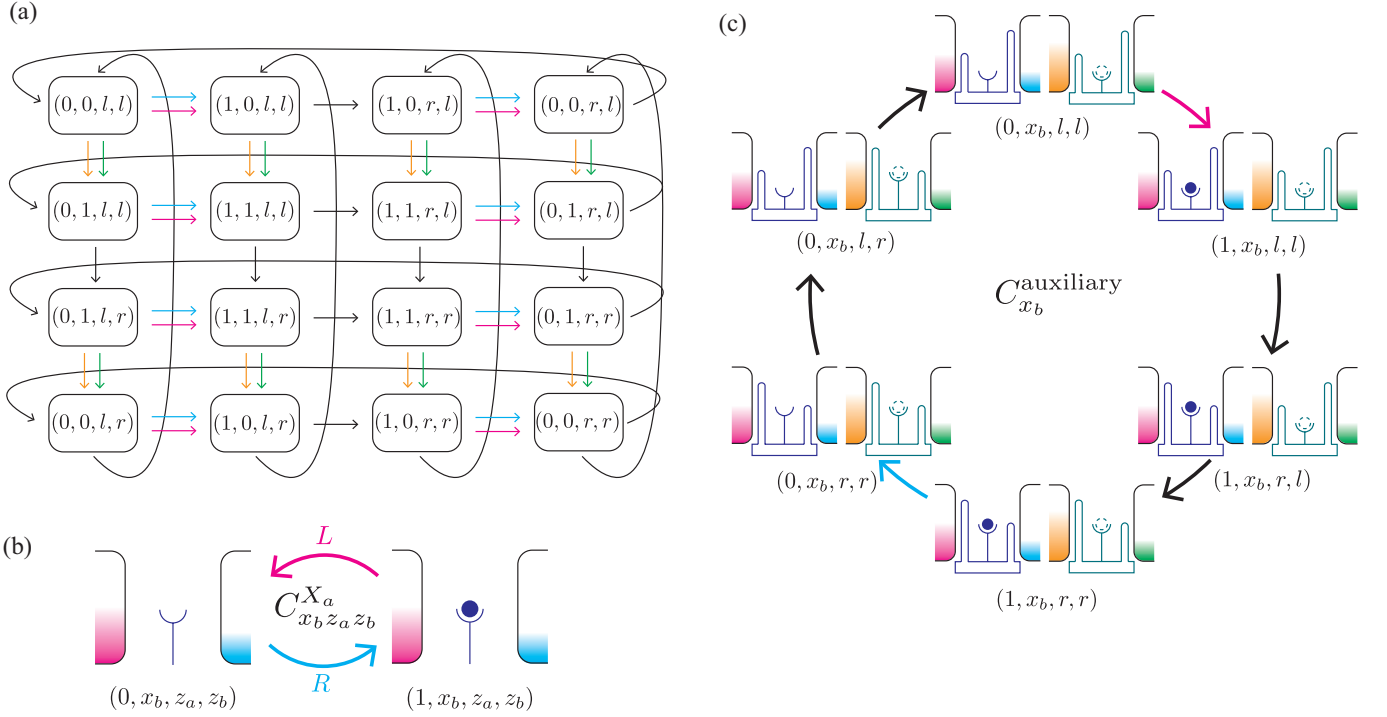 (a)
(0, 0, l, l)
(1, 0, l, l)
(1, 0, r, l)
(0, 0, r, l)
(0, 1, l, l)
(1, 1, l, l)
(1, 1, r, l)
(0, 1, r, l)
(0, 1, l, r)
(1, 1, l, r)
(1, 1, r, r)
(0, 1, r, r)
(0, 0, l, r)
(1, 0, l, r)
(1, 0, r, r)
(0, 0, r, r)
(b)
L
C^{X_a}_{x_b z_a z_b}
R
(0, x_b, z_a, z_b)
(1, x_b, z_a, z_b)
(c)
(0, x_b, l, l)
(0, x_b, l, r)
(1, x_b, l, l)
C^{auxiliary}_{x_b}
(0, x_b, r, r)
(1, x_b, r, l)
(1, x_b, r, r)